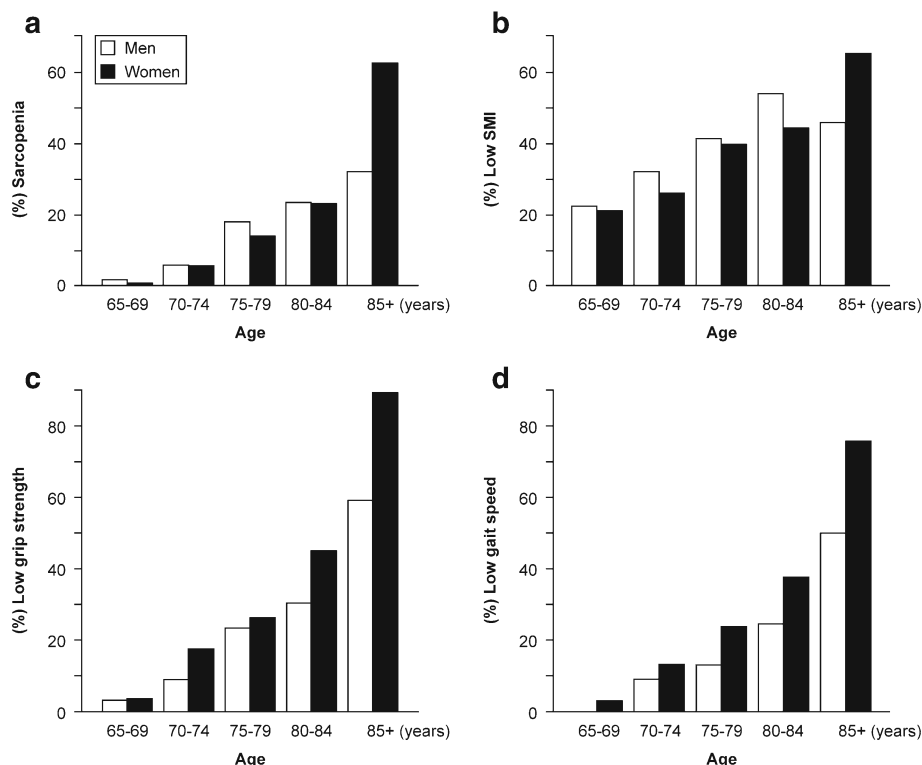 a
Men
Women
(%) Sarcopenia
60
40
20
0
65-69 70-74 75-79 80-84 85+ (years)
Age
b
(%) Low SMI
60
40
20
0
65-69 70-74 75-79 80-84 85+ (years)
Age
c
(%) Low grip strength
80
60
40
20
0
65-69 70-74 75-79 80-84 85+ (years)
Age
d
(%) Low gait speed
80
60
40
20
0
65-69 70-74 75-79 80-84 85+ (years)
Age